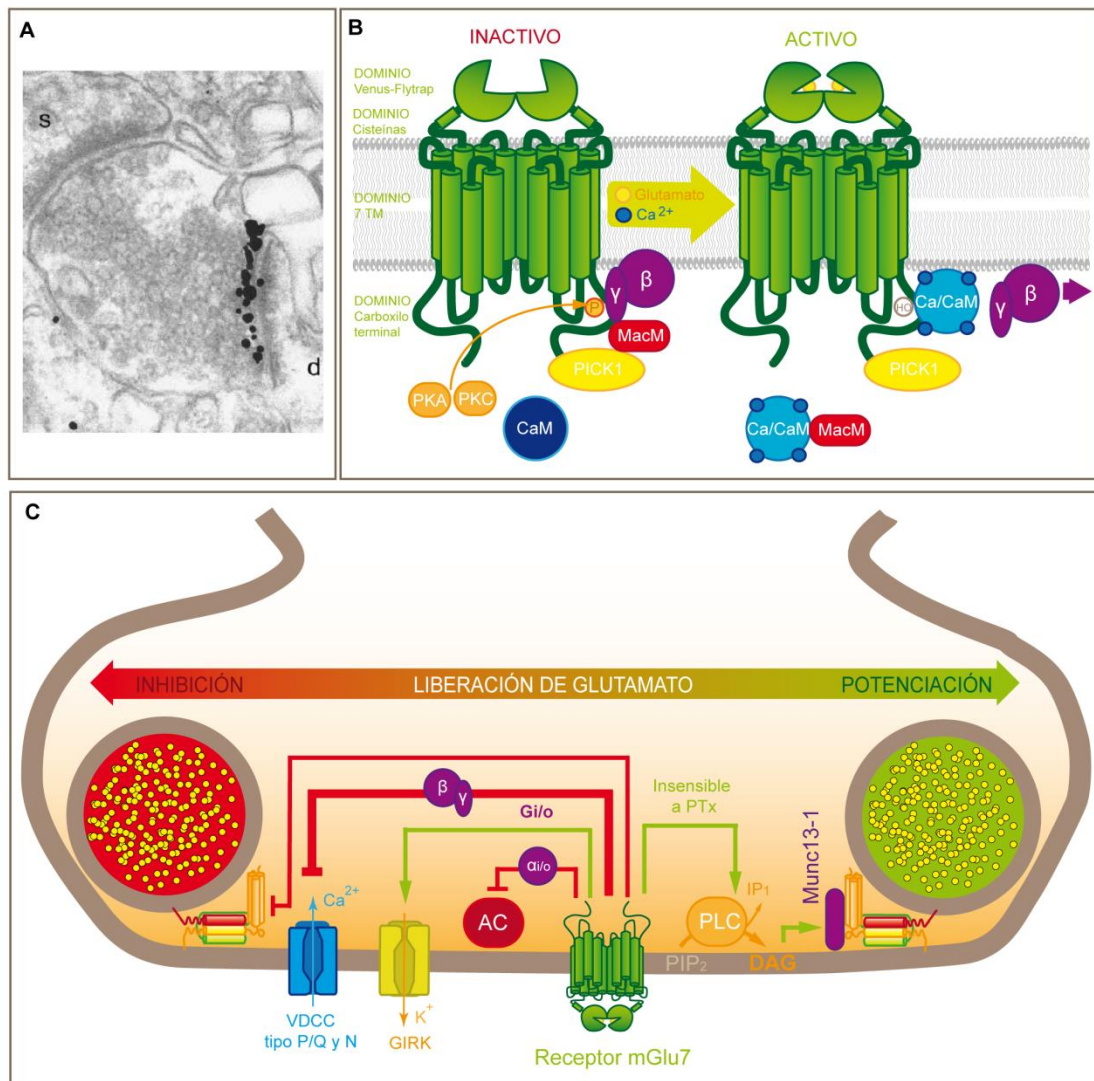 A
s
d
B
INACTIVO
ACTIVO
DOMINIO
Venus-Flytrap
DOMINIO
Cisteínas
DOMINIO
7 TM
DOMINIO
Carboxilo
terminal
Glutamato
Ca2+
P
γ
β
MacM
PICK1
PKA
PKC
CaM
HO
Ca/CaM
γ
β
PICK1
Ca/CaM
MacM
C
INHIBICIÓN
LIBERACIÓN DE GLUTAMATO
POTENCIACIÓN
β
γ
Gi/o
Insensible
a PTx
αi/o
AC
Ca2+
VDCC
tipo P/Q y N
K+
GIRK
Receptor mGlu7
PLC
IP1
PIP2
DAG
Munc13-1